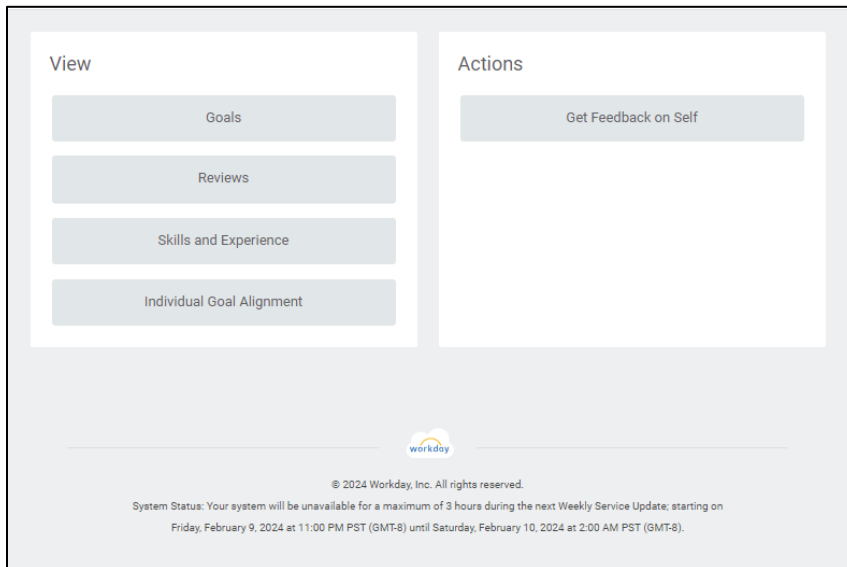 View
Goals
Reviews
Skills and Experience
Individual Goal Alignment
Actions
Get Feedback on Self
workday
© 2024 Workday, Inc. All rights reserved.
System Status: Your system will be unavailable for a maximum of 3 hours during the next Weekly Service Update; starting on
Friday, February 9, 2024 at 11:00 PM PST (GMT-8) until Saturday, February 10, 2024 at 2:00 AM PST (GMT-8).